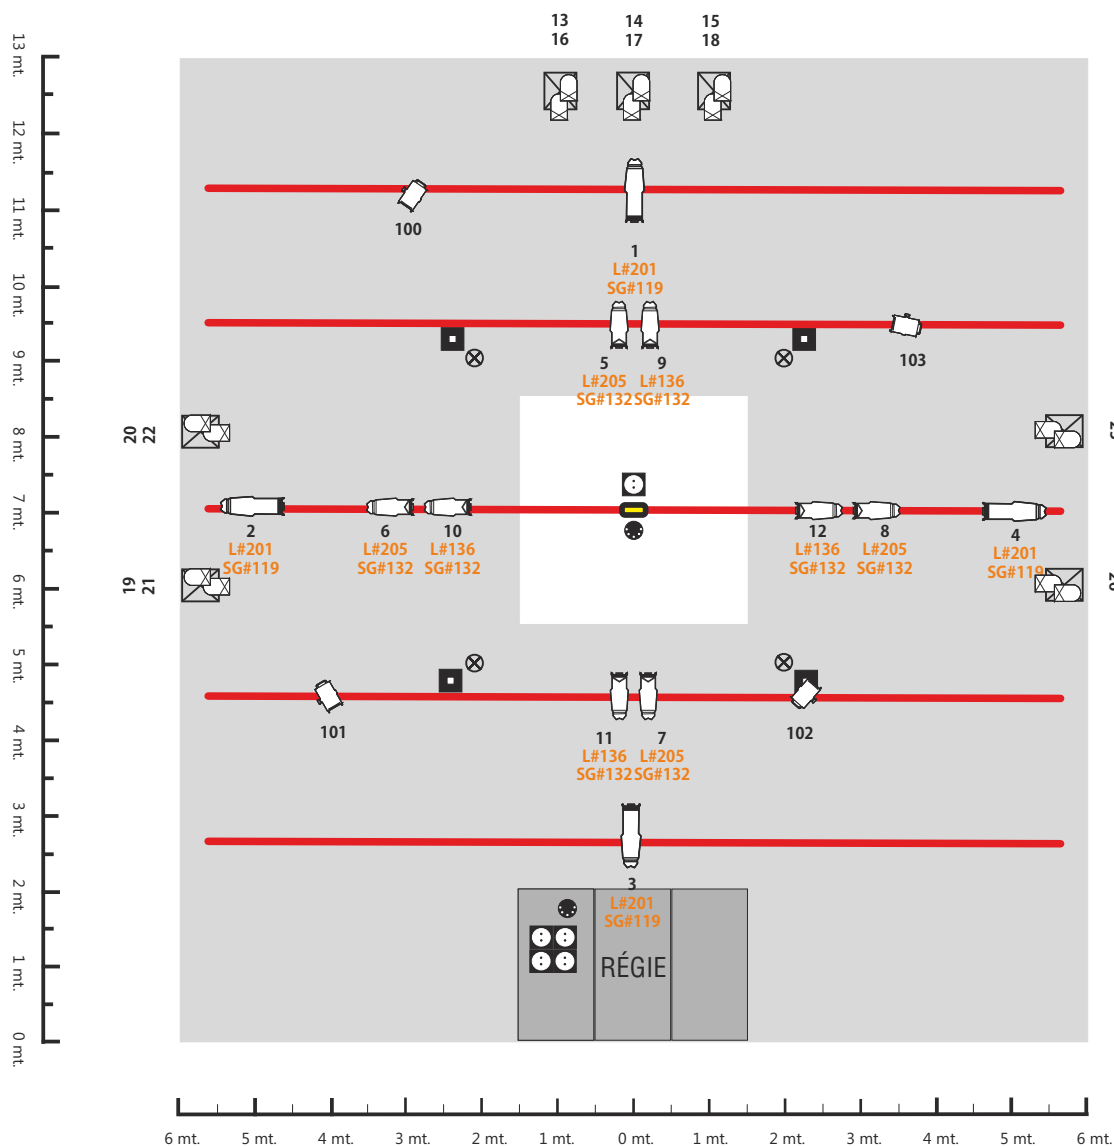 13 14 15
16 17 18
13 mt.
12 mt.
11 mt.
10 mt.
9 mt.
8 mt.
7 mt.
6 mt.
5 mt.
4 mt.
3 mt.
2 mt.
1 mt.
0 mt.
100
1
L#201
SG#119
103
5 9
L#205 L#136
SG#132 SG#132
20
22
2 6 10 12 8 4
L#201 L#205 L#136 L#136 L#205 L#201
SG#119 SG#132 SG#132 SG#132 SG#132 SG#119
19
21
101
11 7 102
L#136 L#205
SG#132 SG#132
3
L#201
SG#119
RÉGIE
6 mt. 5 mt. 4 mt. 3 mt. 2 mt. 1 mt. 0 mt. 1 mt. 2 mt. 3 mt. 4 mt. 5 mt. 6 mt.